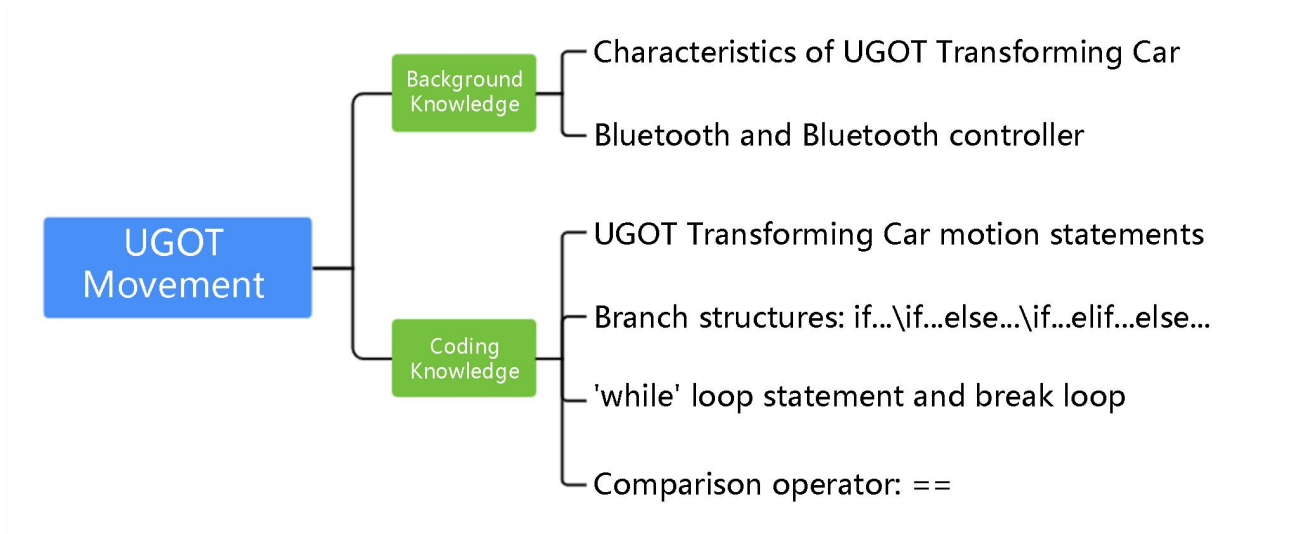 UGOT
Movement
Background
Knowledge
Characteristics of UGOT Transforming Car
Bluetooth and Bluetooth controller
Coding
Knowledge
UGOT Transforming Car motion statements
Branch structures: if...\if...else...\if...elif...else...
'while' loop statement and break loop
Comparison operator: ==